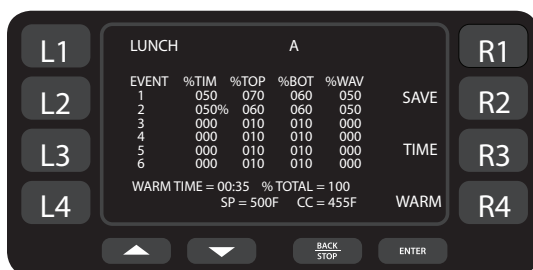 L1 LUNCH A R1
EVENT %TIM %TOP %BOT %WAV
1 050 070 060 050
L2 SAVE R2
2 050% 060 060 050
3 000 010 010 000
4 000 010 010 000
L3 5 000 010 010 000 TIME R3
6 000 010 010 000
WARM TIME = 00:35 % TOTAL = 100
L4 SP = 500F CC = 455F WARM R4
BACK
STOP
ENTER